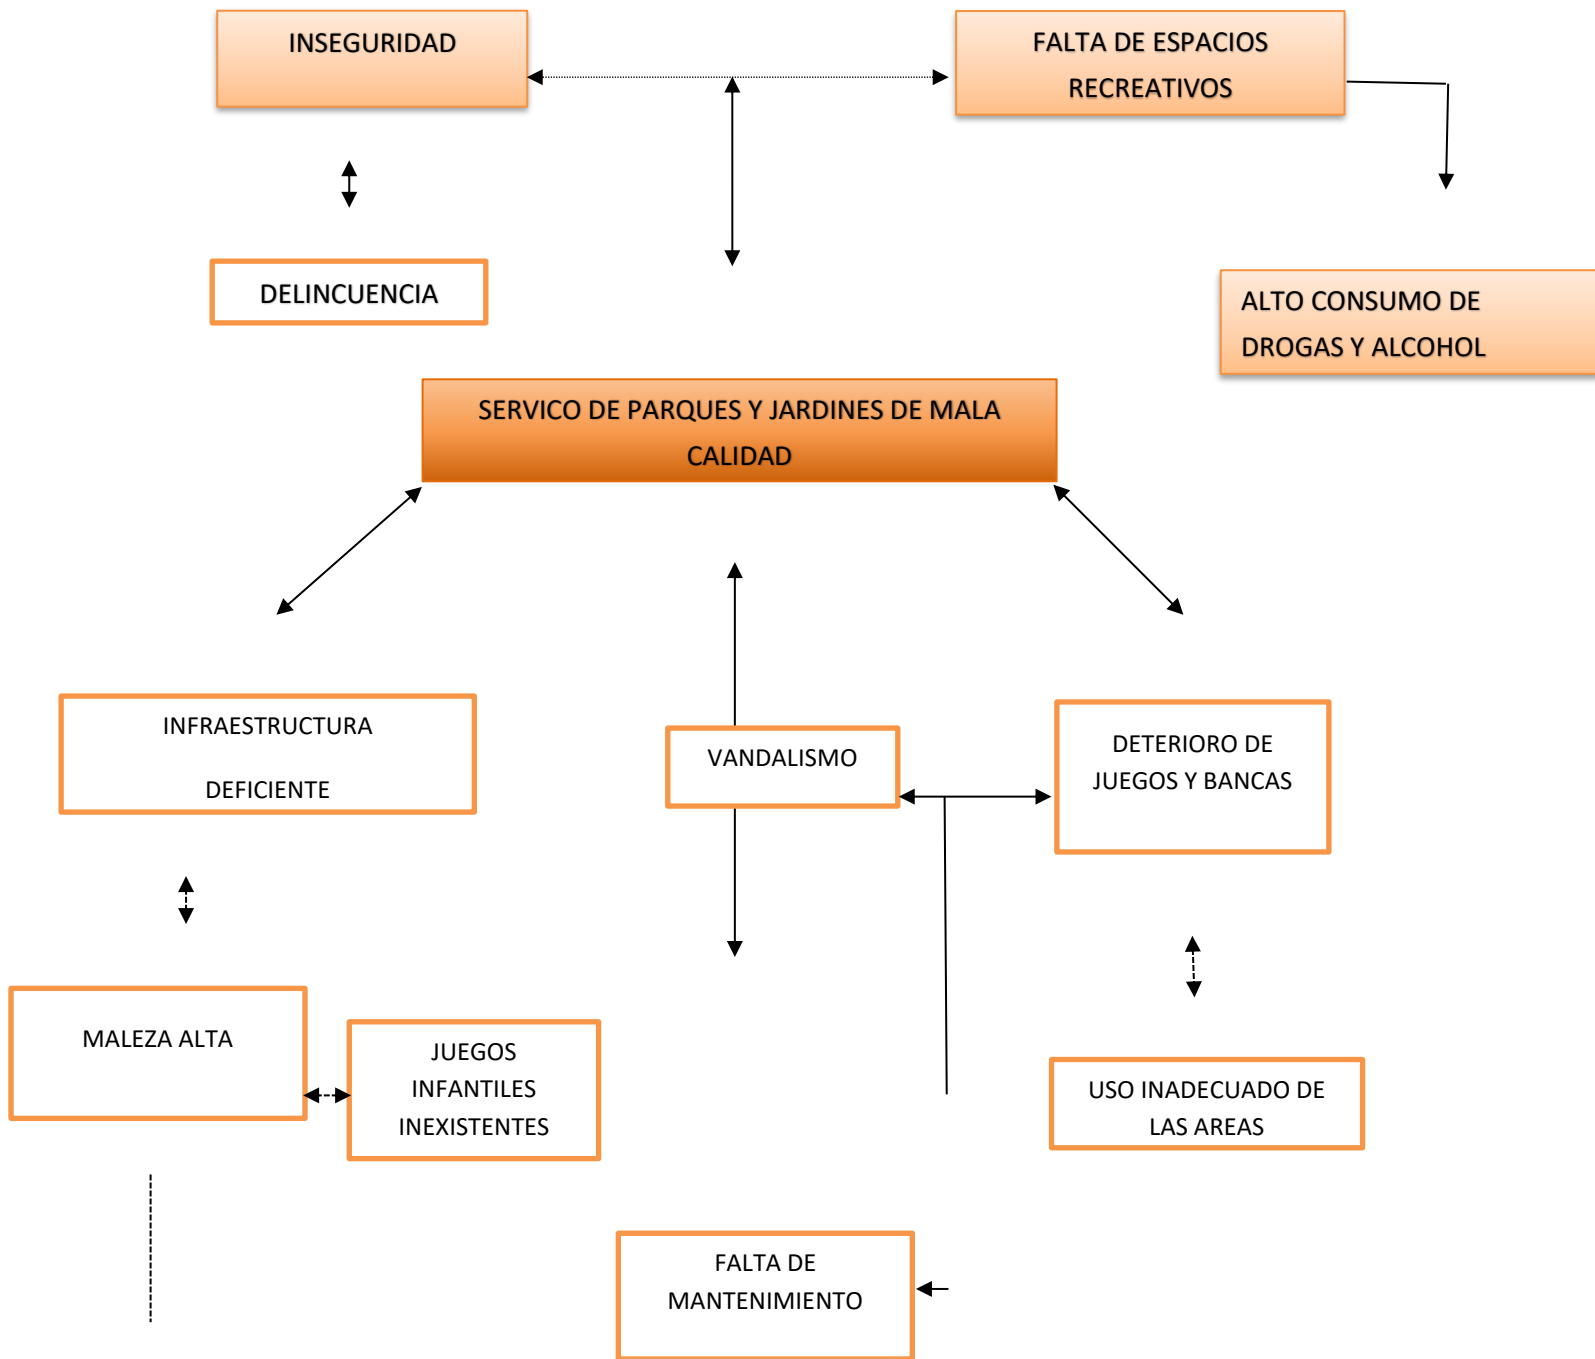 INSEGURIDAD
FALTA DE ESPACIOS
RECREATIVOS
DELINCUENCIA
ALTO CONSUMO DE
DROGAS Y ALCOHOL
SERVICO DE PARQUES Y JARDINES DE MALA
CALIDAD
INFRAESTRUCTURA
DEFICIENTE
VANDALISMO
DETERIORO DE
JUEGOS Y BANCAS
MALEZA ALTA
JUEGOS
INFANTILES
INEXISTENTES
USO INADECUADO DE
LAS AREAS
FALTA DE
MANTENIMIENTO